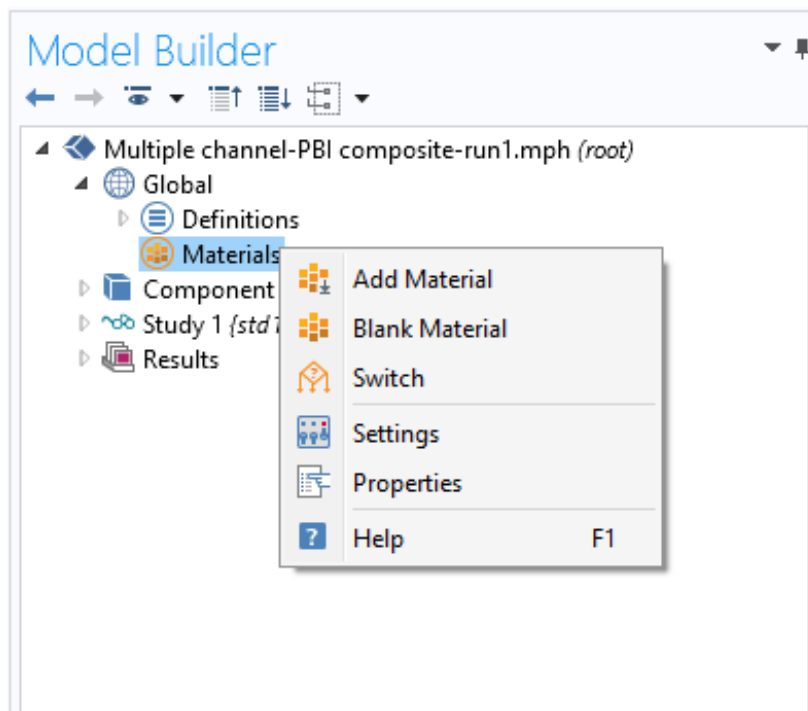 Model Builder
Multiple channel-PBI composite-run1.mph (root)
Global
Definitions
Materials
Component
Study 1 {std
Results
Add Material
Blank Material
Switch
Settings
Properties
? Help F1